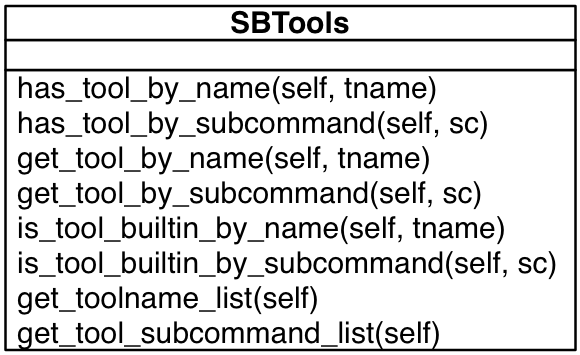 SBTools
has_tool_by_name(self, tname)
has_tool_by_subcommand(self, sc)
get_tool_by_name(self, tname)
get_tool_by_subcommand(self, sc)
is_tool_builtin_by_name(self, tname)
is_tool_builtin_by_subcommand(self, sc)
get_toolname_list(self)
get_tool_subcommand_list(self)